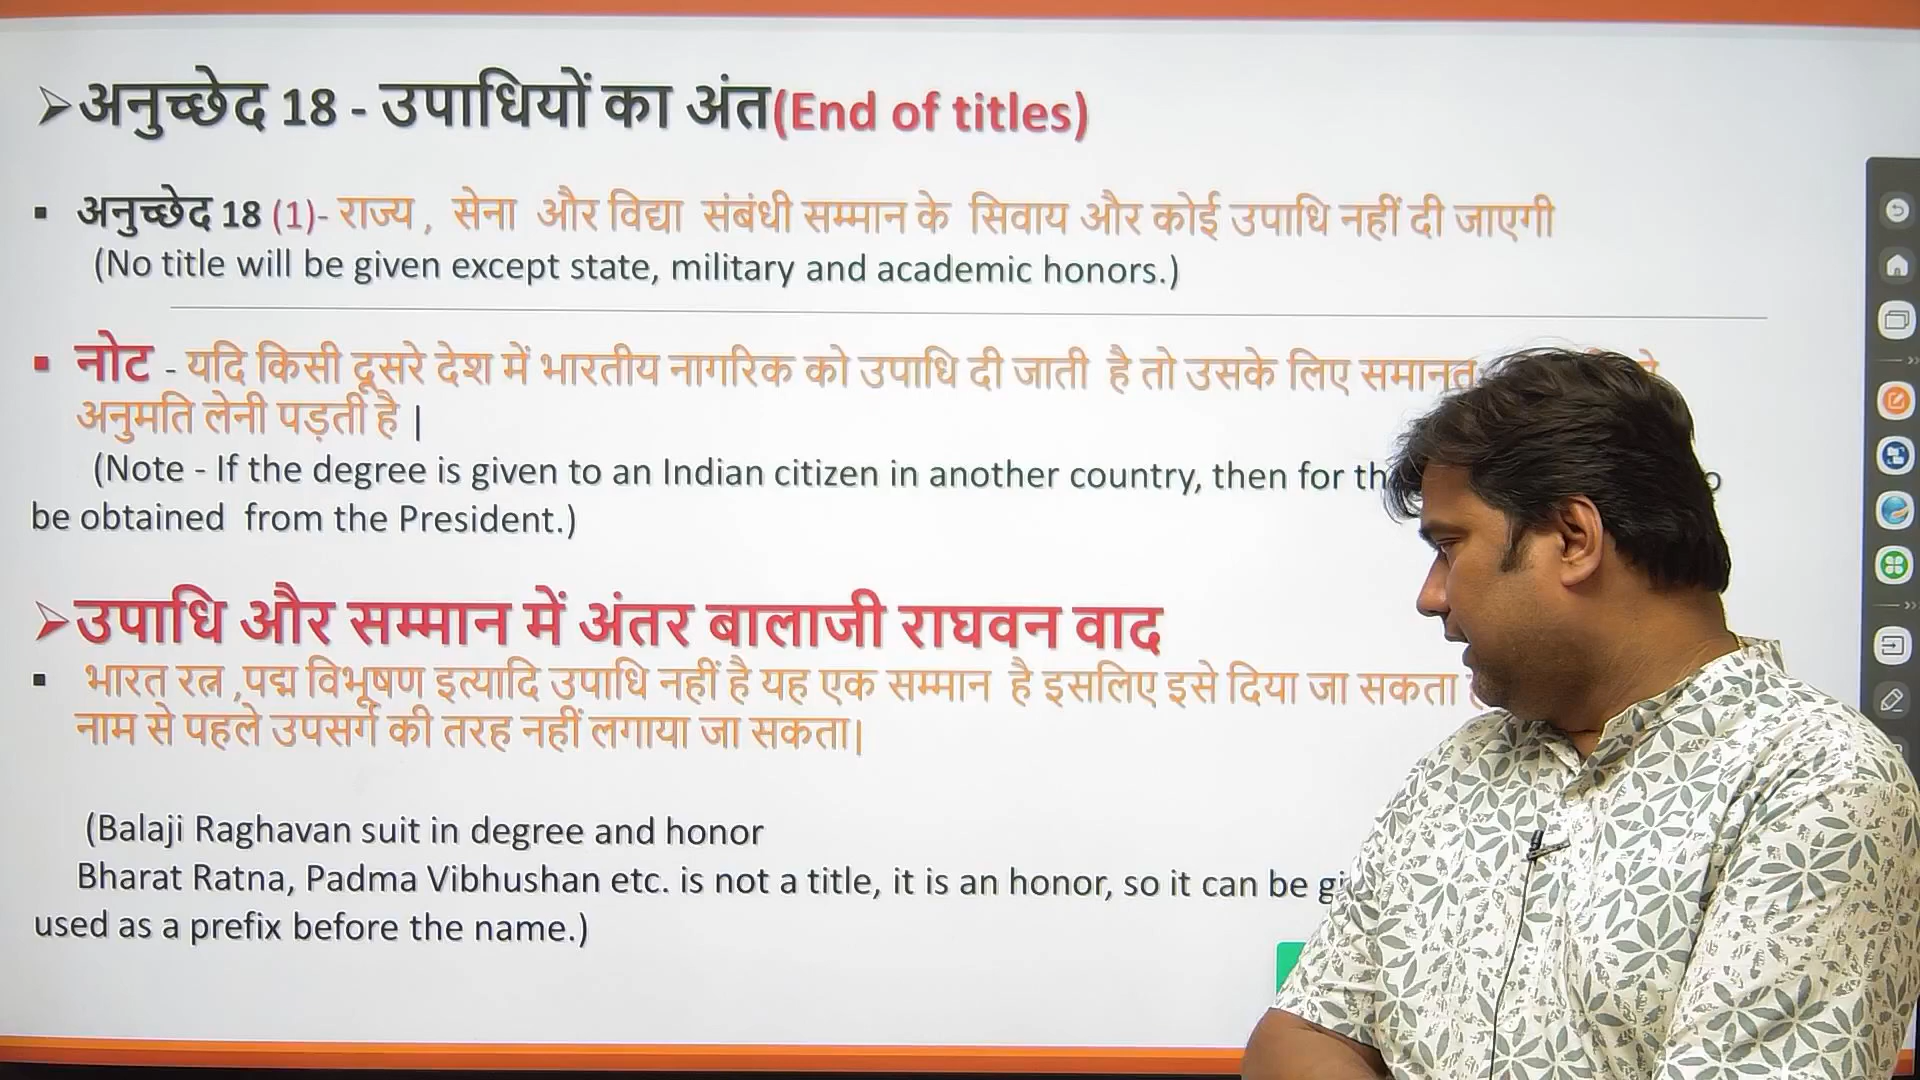 ➢अनुच्छेद 18 - उपाधियों का अंत(End of titles)
▪ अनुच्छेद 18 (1)- राज्य , सेना और विद्या संबंधी सम्मान के सिवाय और कोई उपाधि नहीं दी जाएगी
(No title will be given except state, military and academic honors.)
▪ नोट - यदि किसी दूसरे देश में भारतीय नागरिक को उपाधि दी जाती है तो उसके लिए
अनुमति लेनी पड़ती है |
(Note - If the degree is given to an Indian citizen in another country, then for
be obtained from the President.)
➢उपाधि और सम्मान में अंतर बालाजी राघवन वाद
▪ भारत रत्न ,पद्म विभूषण इत्यादि उपाधि नहीं है यह एक सम्मान है इसलिए इसे दिया जा सकता
नाम से पहले उपसर्ग की तरह नहीं लगाया जा सकता|
(Balaji Raghavan suit in degree and honor
Bharat Ratna, Padma Vibhushan etc. is not a title, it is an honor, so it can be
used as a prefix before the name.)